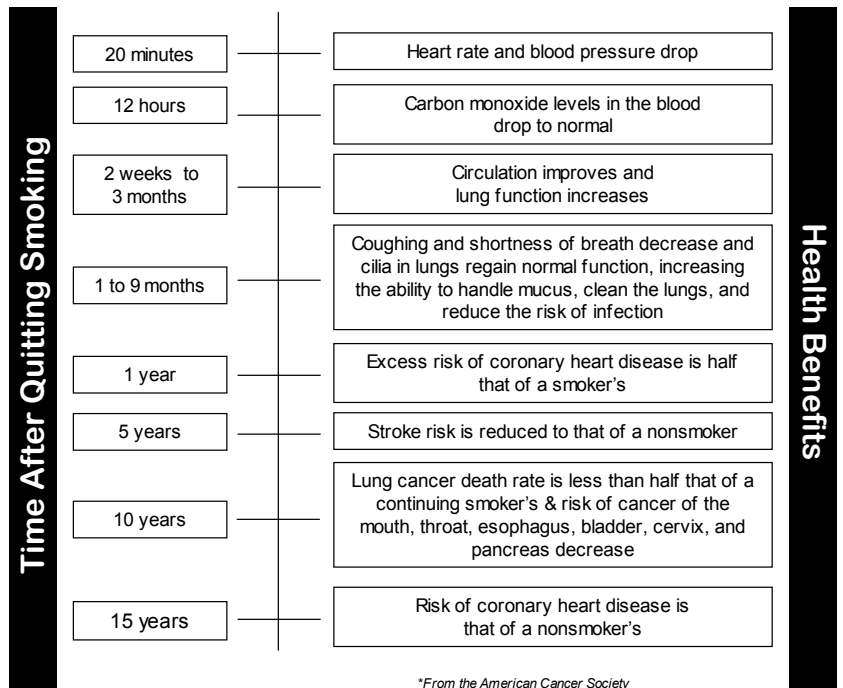 Time After Quitting Smoking
Health Benefits
20 minutes
Heart rate and blood pressure drop
12 hours
Carbon monoxide levels in the blood
drop to normal
2 weeks to
3 months
Circulation improves and
lung function increases
1 to 9 months
Coughing and shortness of breath decrease and
cilia in lungs regain normal function, increasing
the ability to handle mucus, clean the lungs, and
reduce the risk of infection
1 year
Excess risk of coronary heart disease is half
that of a smoker’s
5 years
Stroke risk is reduced to that of a nonsmoker
10 years
Lung cancer death rate is less than half that of a
continuing smoker’s & risk of cancer of the
mouth, throat, esophagus, bladder, cervix, and
pancreas decrease
15 years
Risk of coronary heart disease is
that of a nonsmoker’s
*From the American Cancer Society